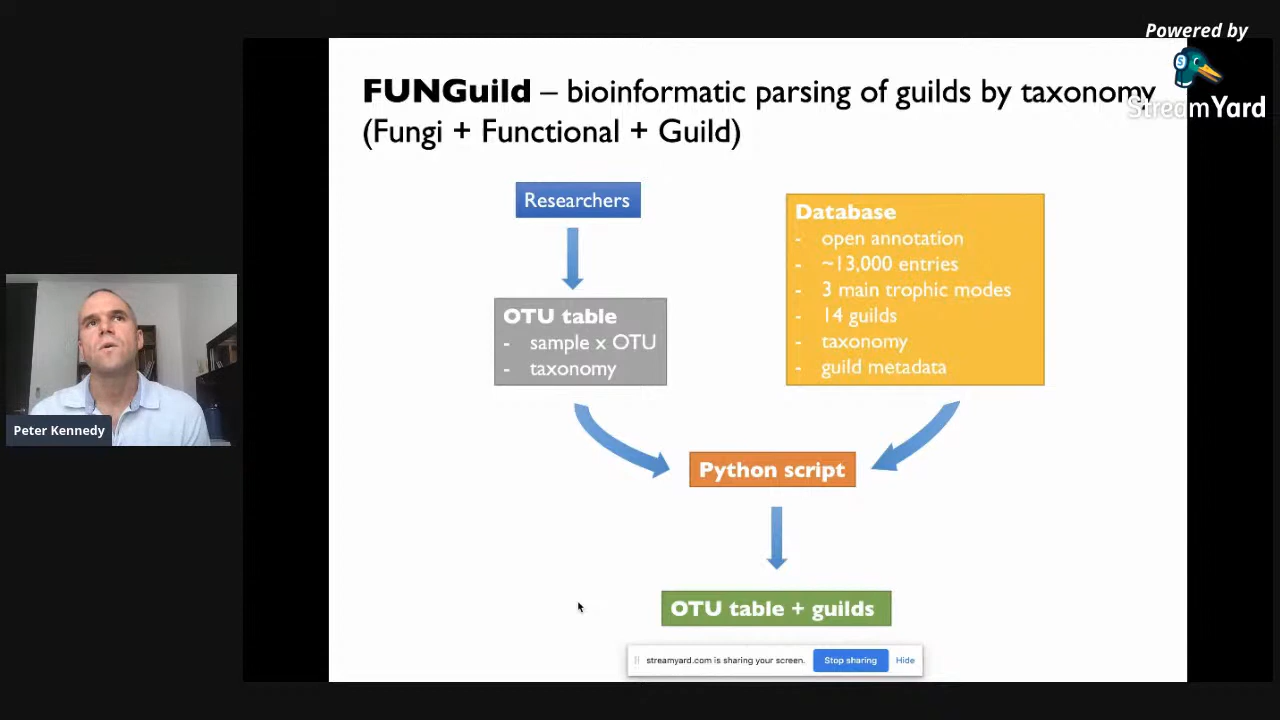 Powered by
StreamYard
FUNGuild – bioinformatic parsing of guilds by taxonomy
(Fungi + Functional + Guild)
Researchers
OTU table
- sample x OTU
- taxonomy
Database
- open annotation
- ~13,000 entries
- 3 main trophic modes
- 14 guilds
- taxonomy
- guild metadata
Python script
OTU table + guilds
Peter Kennedy
streamyard.com is sharing your screen.
Stop sharing
Hide